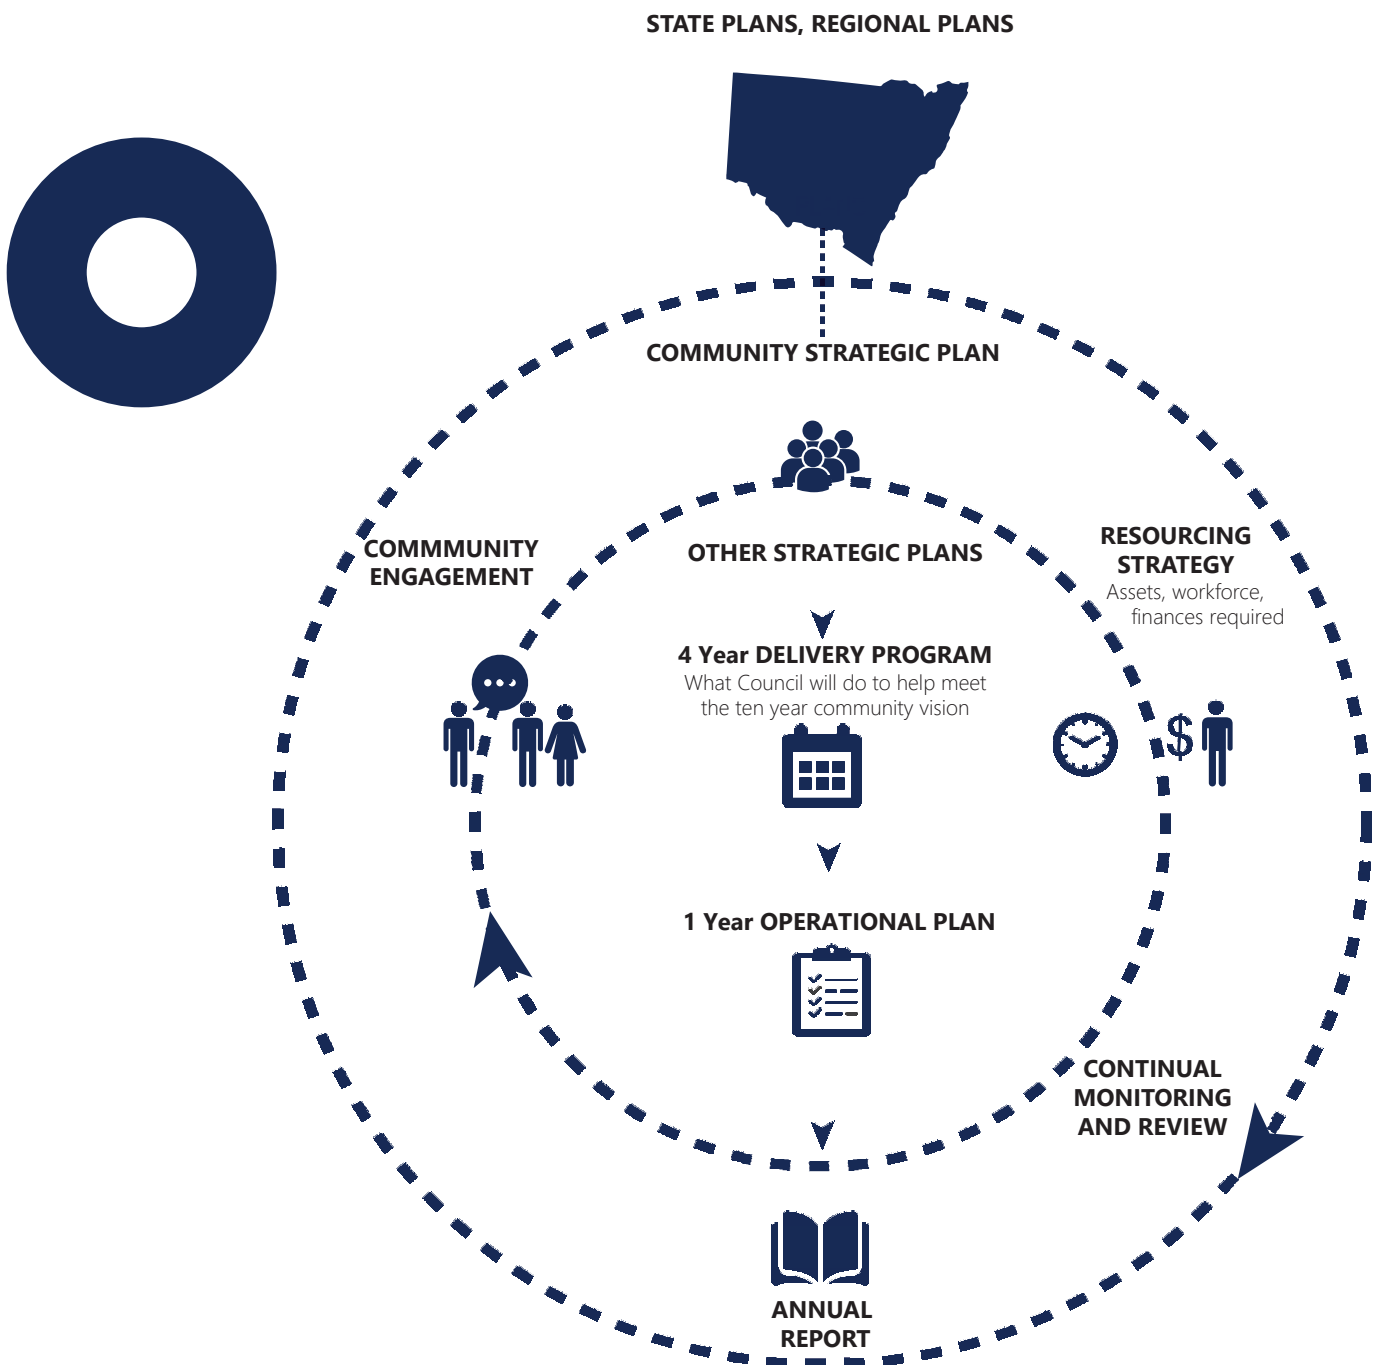 STATE PLANS, REGIONAL PLANS
COMMUNITY STRATEGIC PLAN
COMMMUNITY
ENGAGEMENT
OTHER STRATEGIC PLANS
RESOURCING
STRATEGY
Assets, workforce,
finances required
4 Year DELIVERY PROGRAM
What Council will do to help meet
the ten year community vision
$
1 Year OPERATIONAL PLAN
CONTINUAL
MONITORING
AND REVIEW
ANNUAL
REPORT